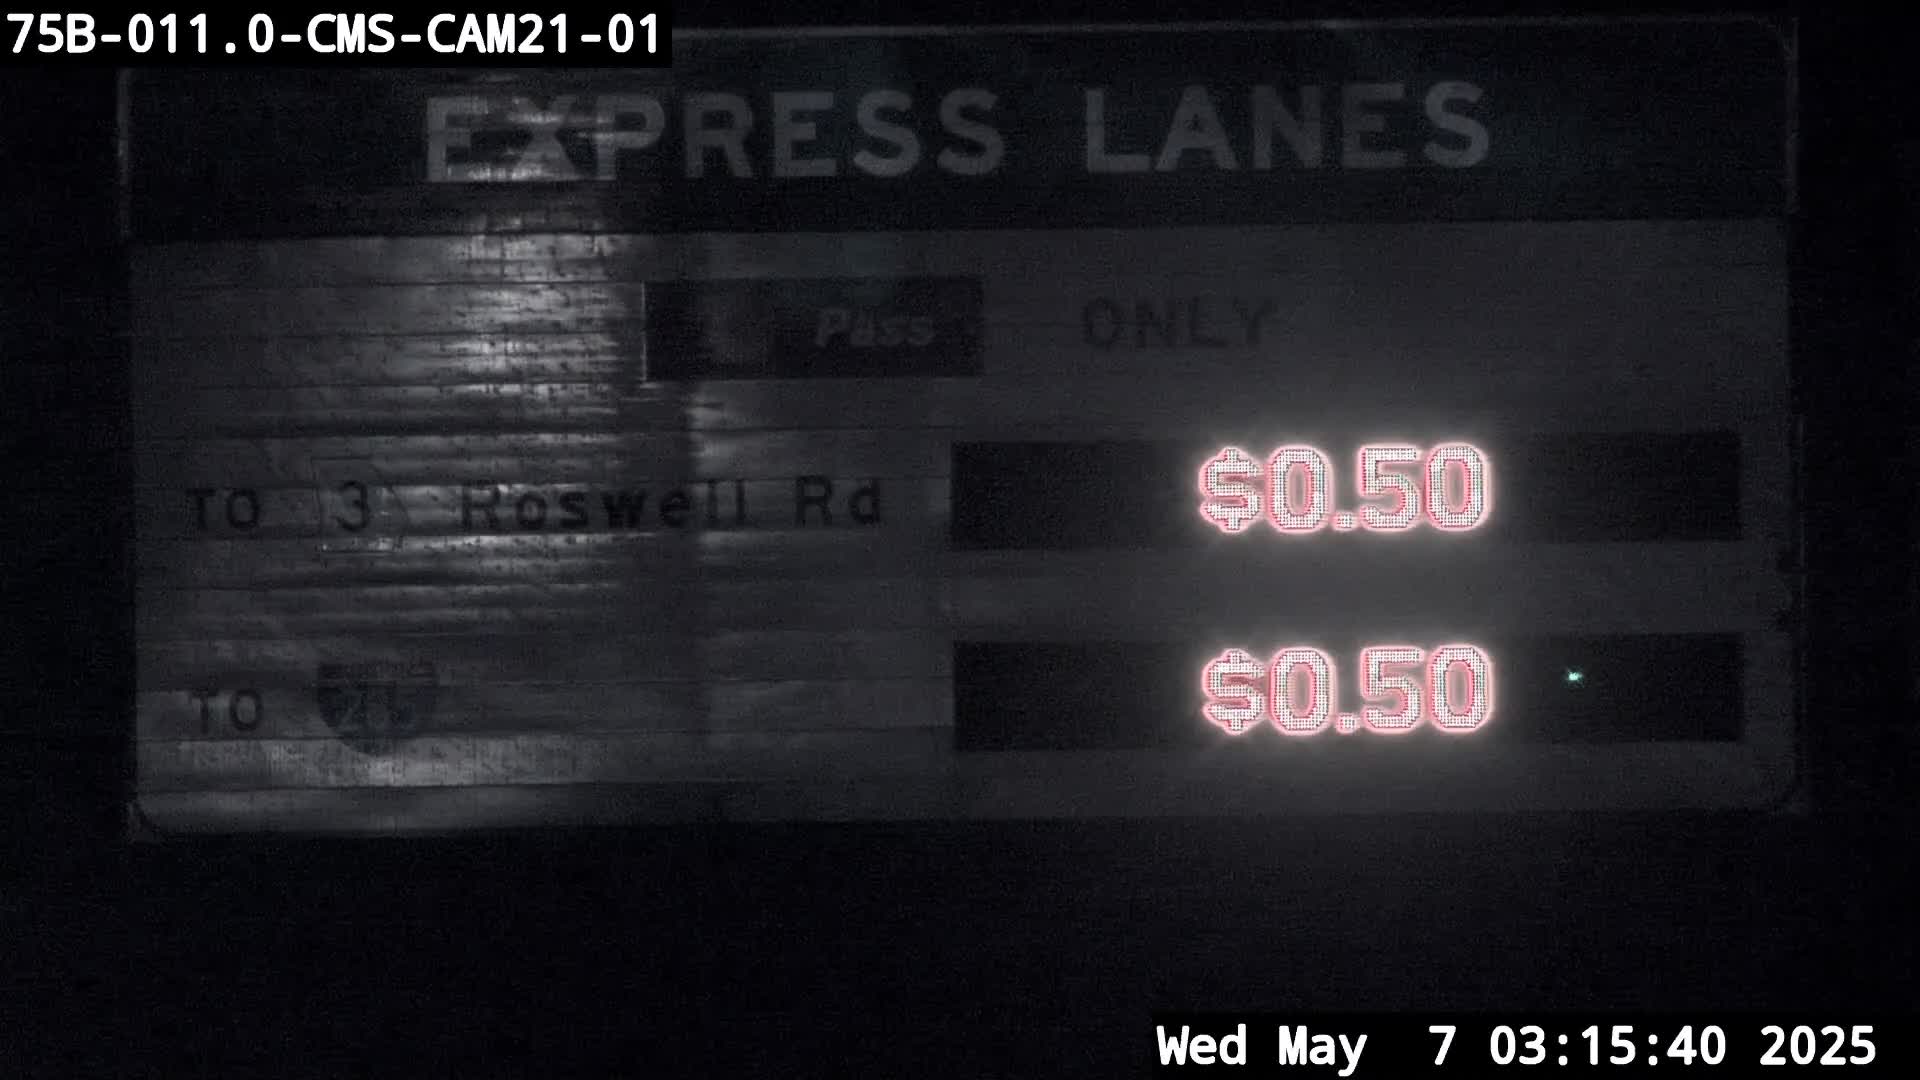 75B-011.0-CMS-CAM21-01
EXPRESS LANES
Pass ONLY
TO 3 Roswell Rd $0.50
TO $0.50
Wed May 7 03:15:40 2025